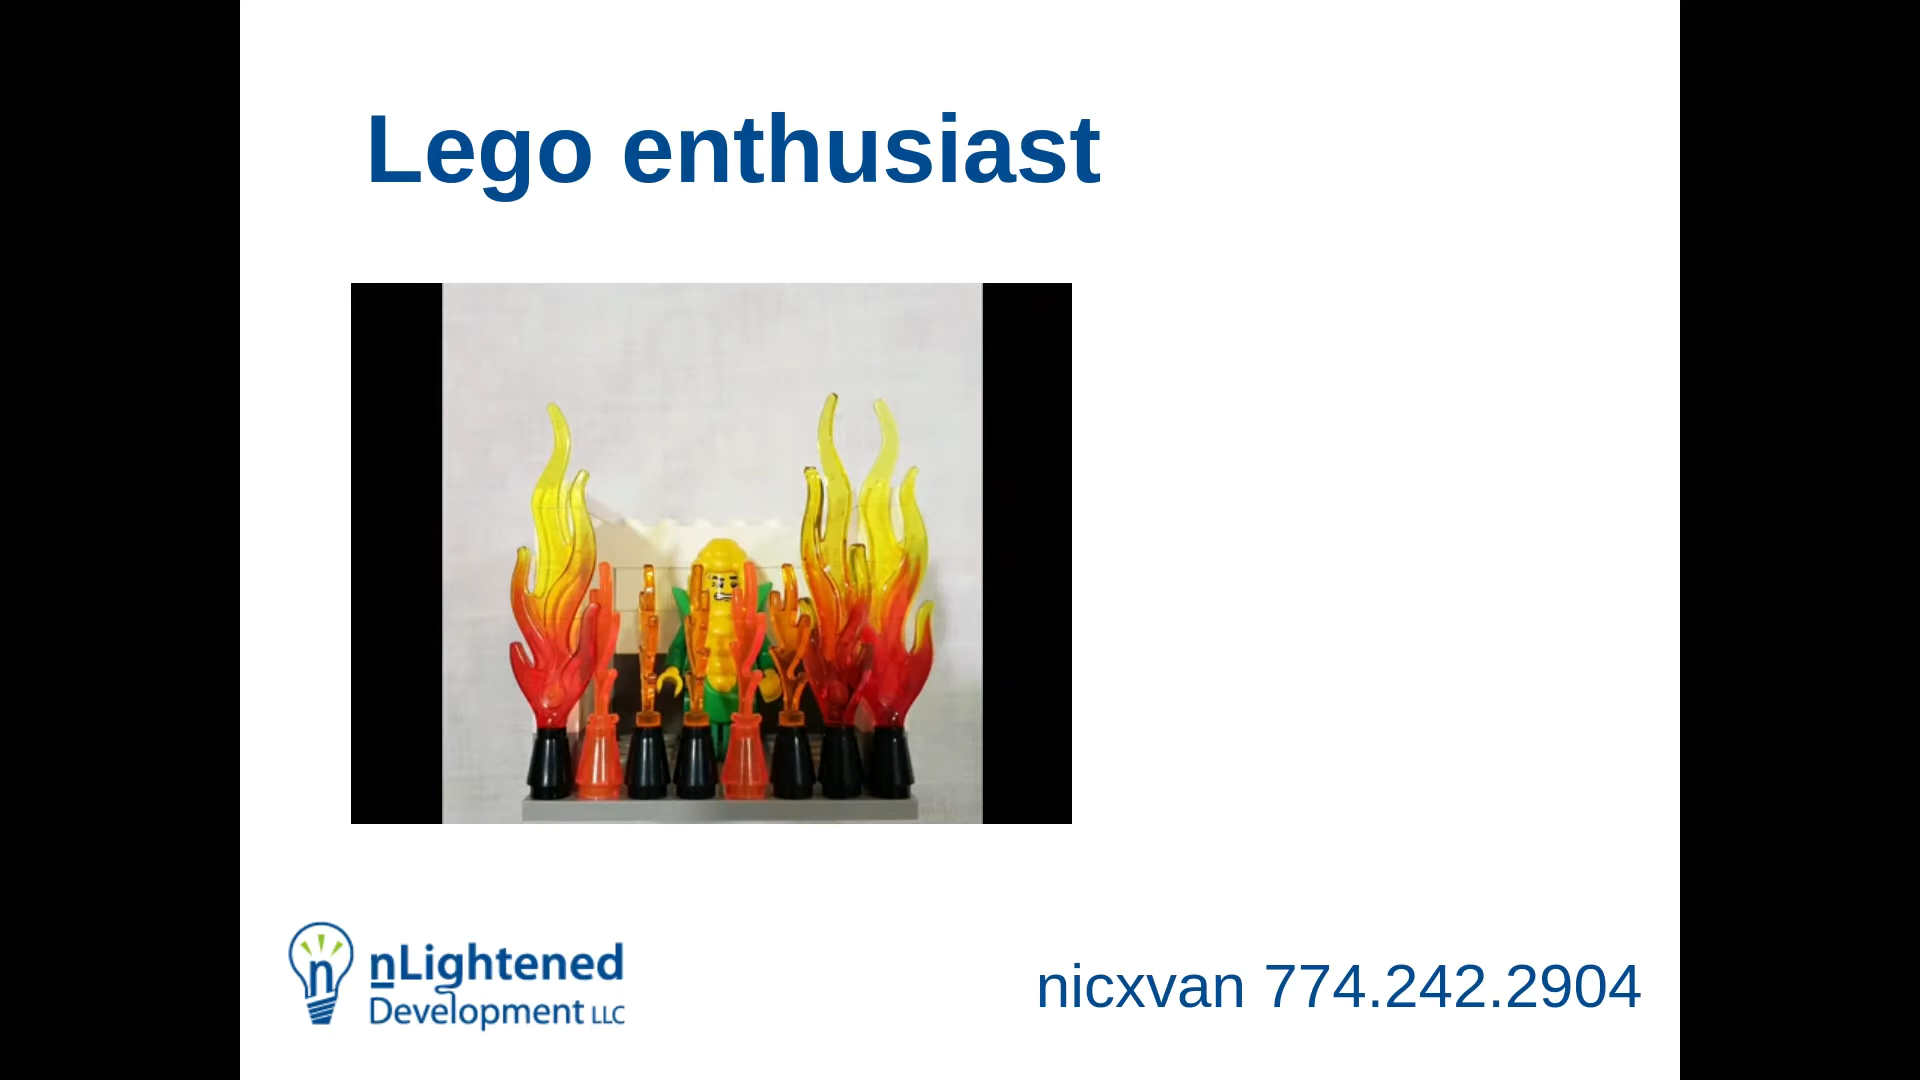 Lego enthusiast
nLightened
Development LLC
nicxvan 774.242.2904